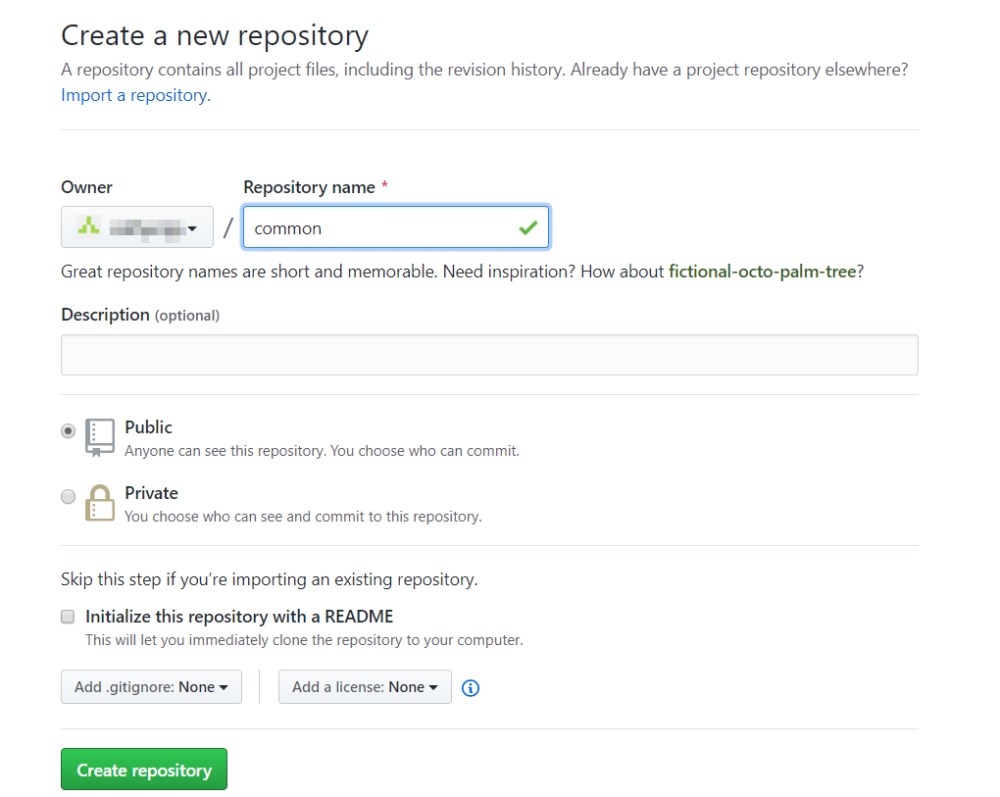 Create a new repository
A repository contains all project files, including the revision history. Already have a project repository elsewhere?
Import a repository.
Owner
Repository name *
/
common
Great repository names are short and memorable. Need inspiration? How about fictional-octo-palm-tree?
Description (optional)
Public
Anyone can see this repository. You choose who can commit.
Private
You choose who can see and commit to this repository.
Skip this step if you’re importing an existing repository.
Initialize this repository with a README
This will let you immediately clone the repository to your computer.
Add .gitignore: None
Add a license: None
Create repository